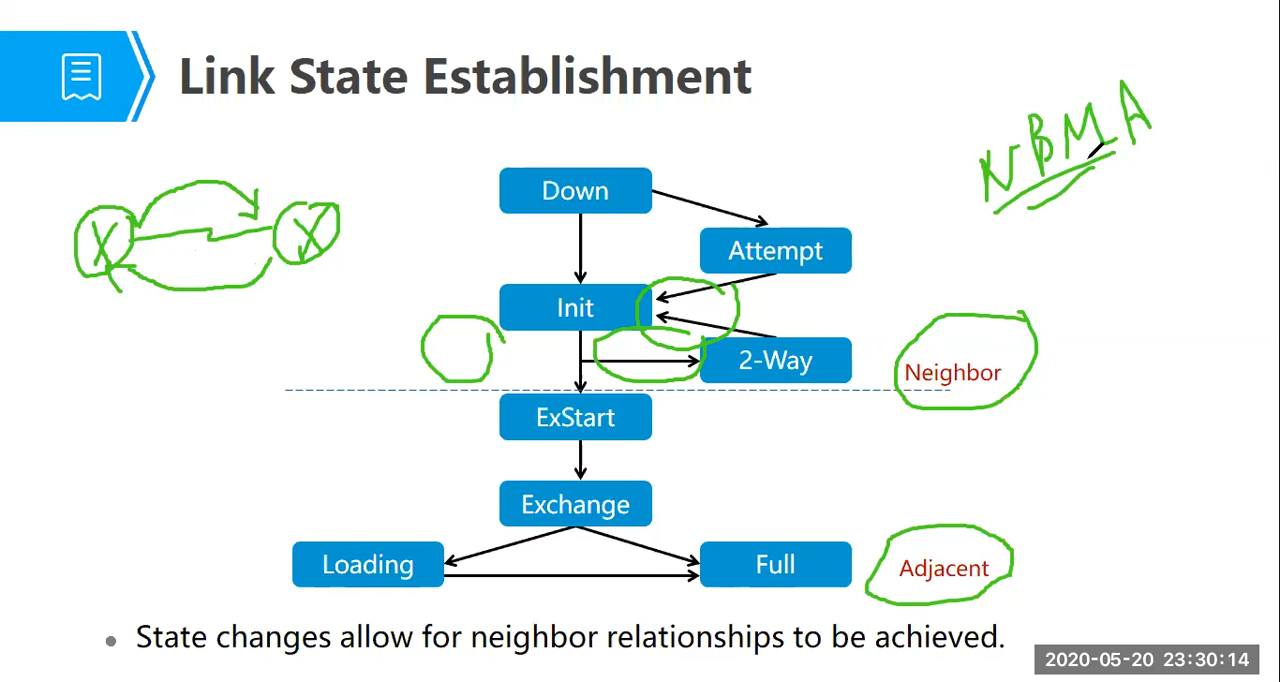 Link State Establishment
NBMA
Down
Attempt
Init
2-Way
Neighbor
ExStart
Exchange
Loading
Full
Adjacent
State changes allow for neighbor relationships to be achieved.
2020-05-20 23:30:14